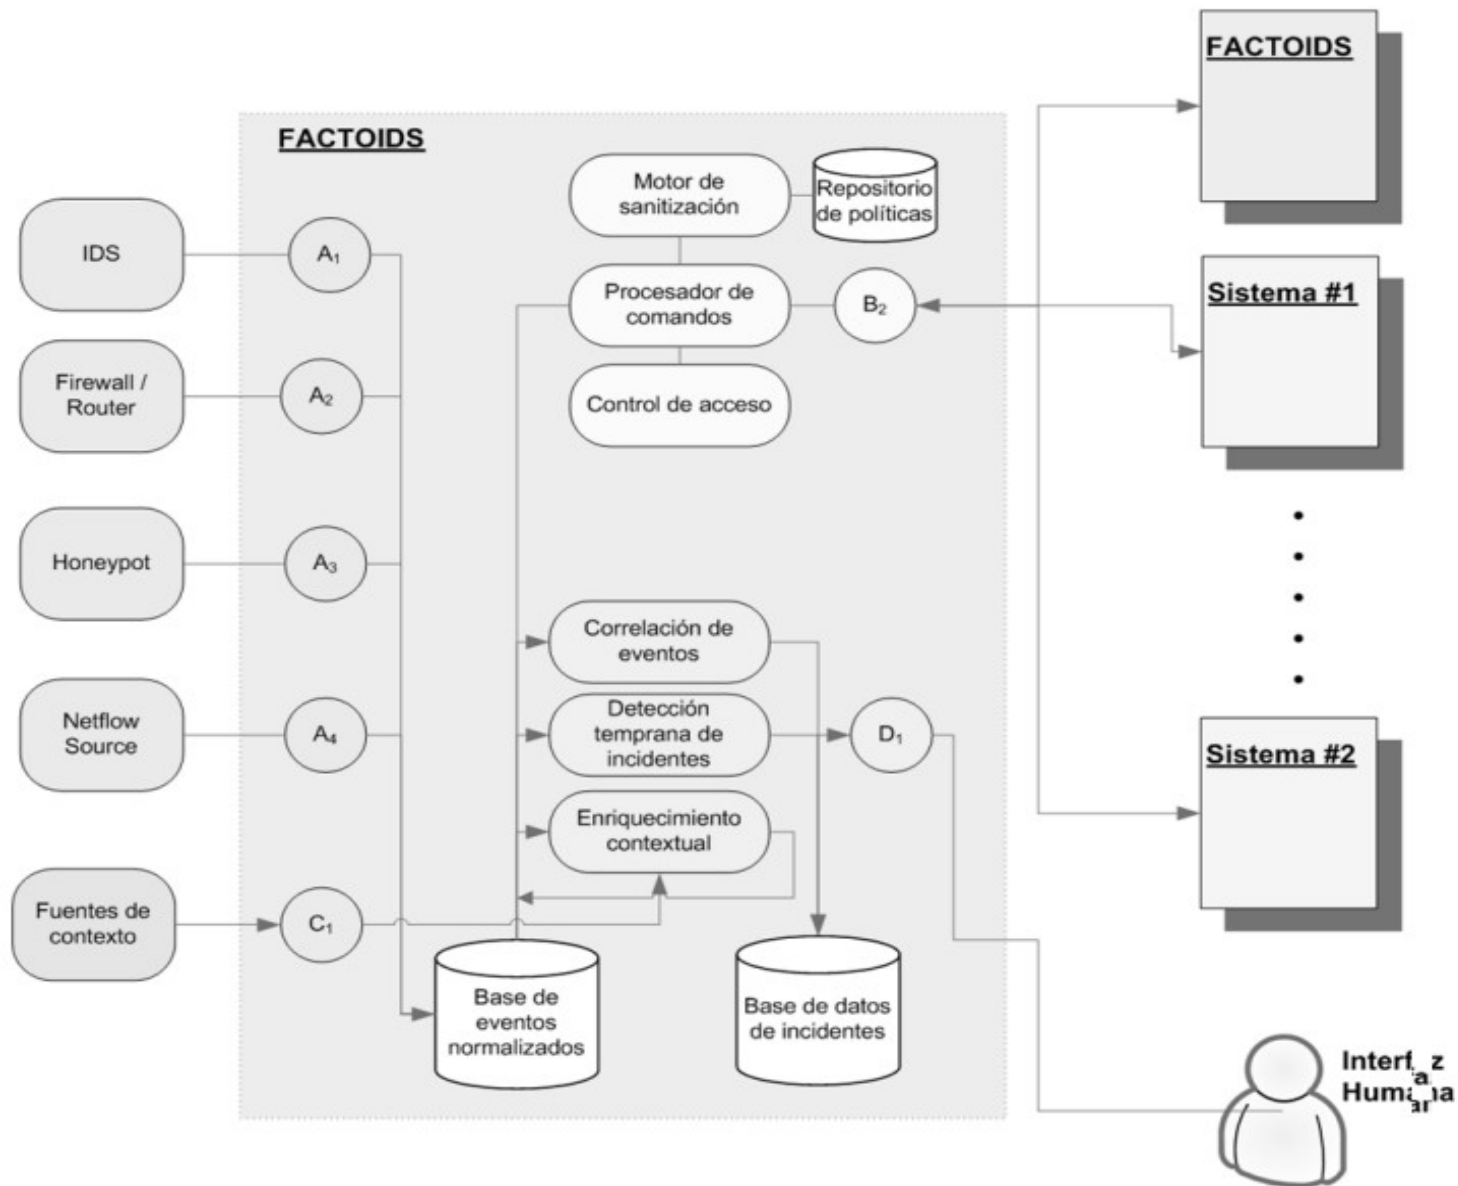 FACTOIDS
FACTOIDS
Motor de
sanitización
Repositorio
de políticas
IDS
A₁
Procesador de
comandos
B₂
Sistema #1
Firewall /
Router
A₂
Control de acceso
Honeypot
A₃
Correlación de
eventos
Netflow
Source
A₄
Detección
temprana de
incidentes
D₁
Sistema #2
Enriquecimiento
contextual
Fuentes de
contexto
C₁
Base de
eventos
normalizados
Base de datos
de incidentes